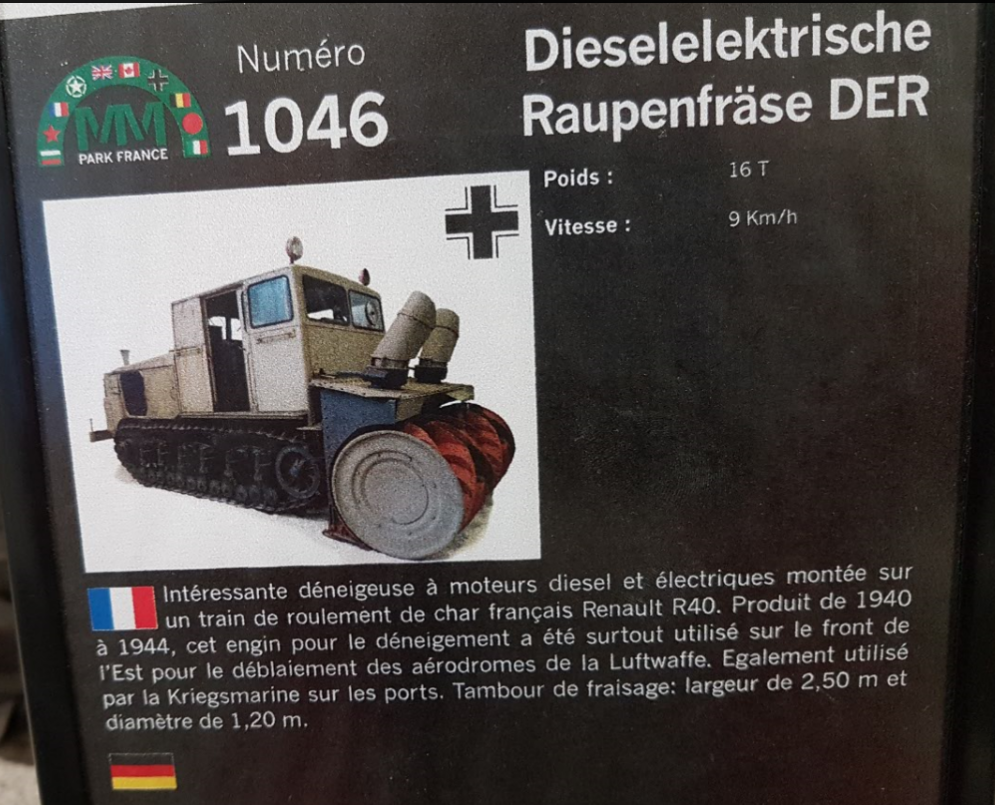 Numéro
1046
MM
PARK FRANCE
Dieselelektrische
Raupenfräse DER
Poids : 16 T
Vitesse : 9 Km/h
Intéressante déneigeuse à moteurs diesel et électriques montée sur
un train de roulement de char français Renault R40. Produit de 1940
à 1944, cet engin pour le déneigement a été surtout utilisé sur le front de
l'Est pour le déblaiement des aérodromes de la Luftwaffe. Egalement utilisé
par la Kriegsmarine sur les ports. Tambour de fraisage: largeur de 2,50 m et
diamètre de 1,20 m.